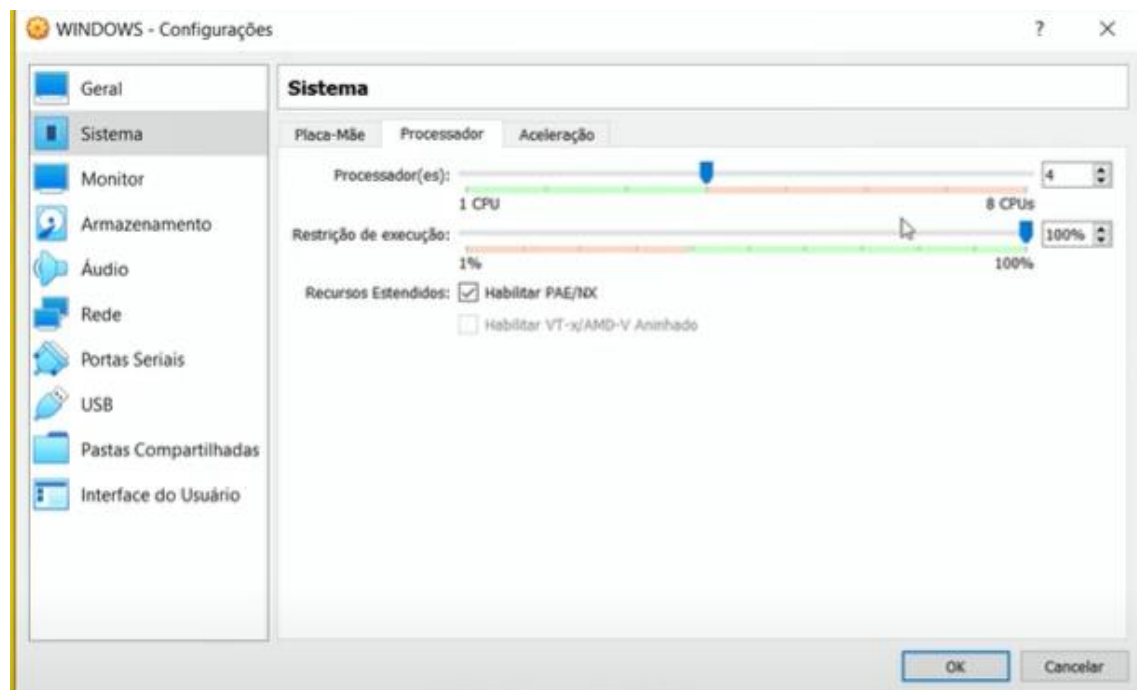 WINDOWS - Configurações
?
Geral
Sistema
Monitor
Armazenamento
Áudio
Rede
Portas Seriais
USB
Pastas Compartilhadas
Interface do Usuário
Sistema
Placa-Mãe Processador Aceleração
Processador(es): 4
1 CPU 8 CPUs
Restrição de execução: 100%
1% 100%
Recursos Estendidos: Habilitar PAE/NX
Habilitar VT-x/AMD-V Aninhado
OK Cancelar